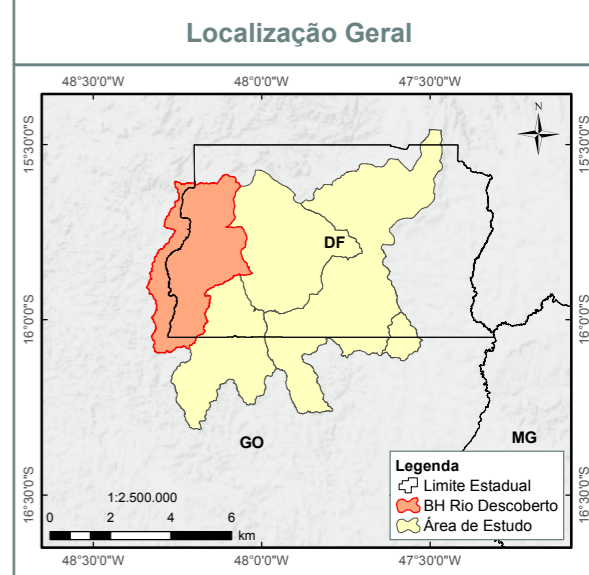 Localização Geral
48°30'0"W 48°0'0"W 47°30'0"W
N
15°30'0"S 15°30'0"S
DF
16°0'0"S 16°0'0"S
GO MG
16°30'0"S 16°30'0"S
Legenda
Limite Estadual
BH Rio Descoberto
Área de Estudo
1:2.500.000
0 2 4 6
km
48°30'0"W 48°0'0"W 47°30'0"W